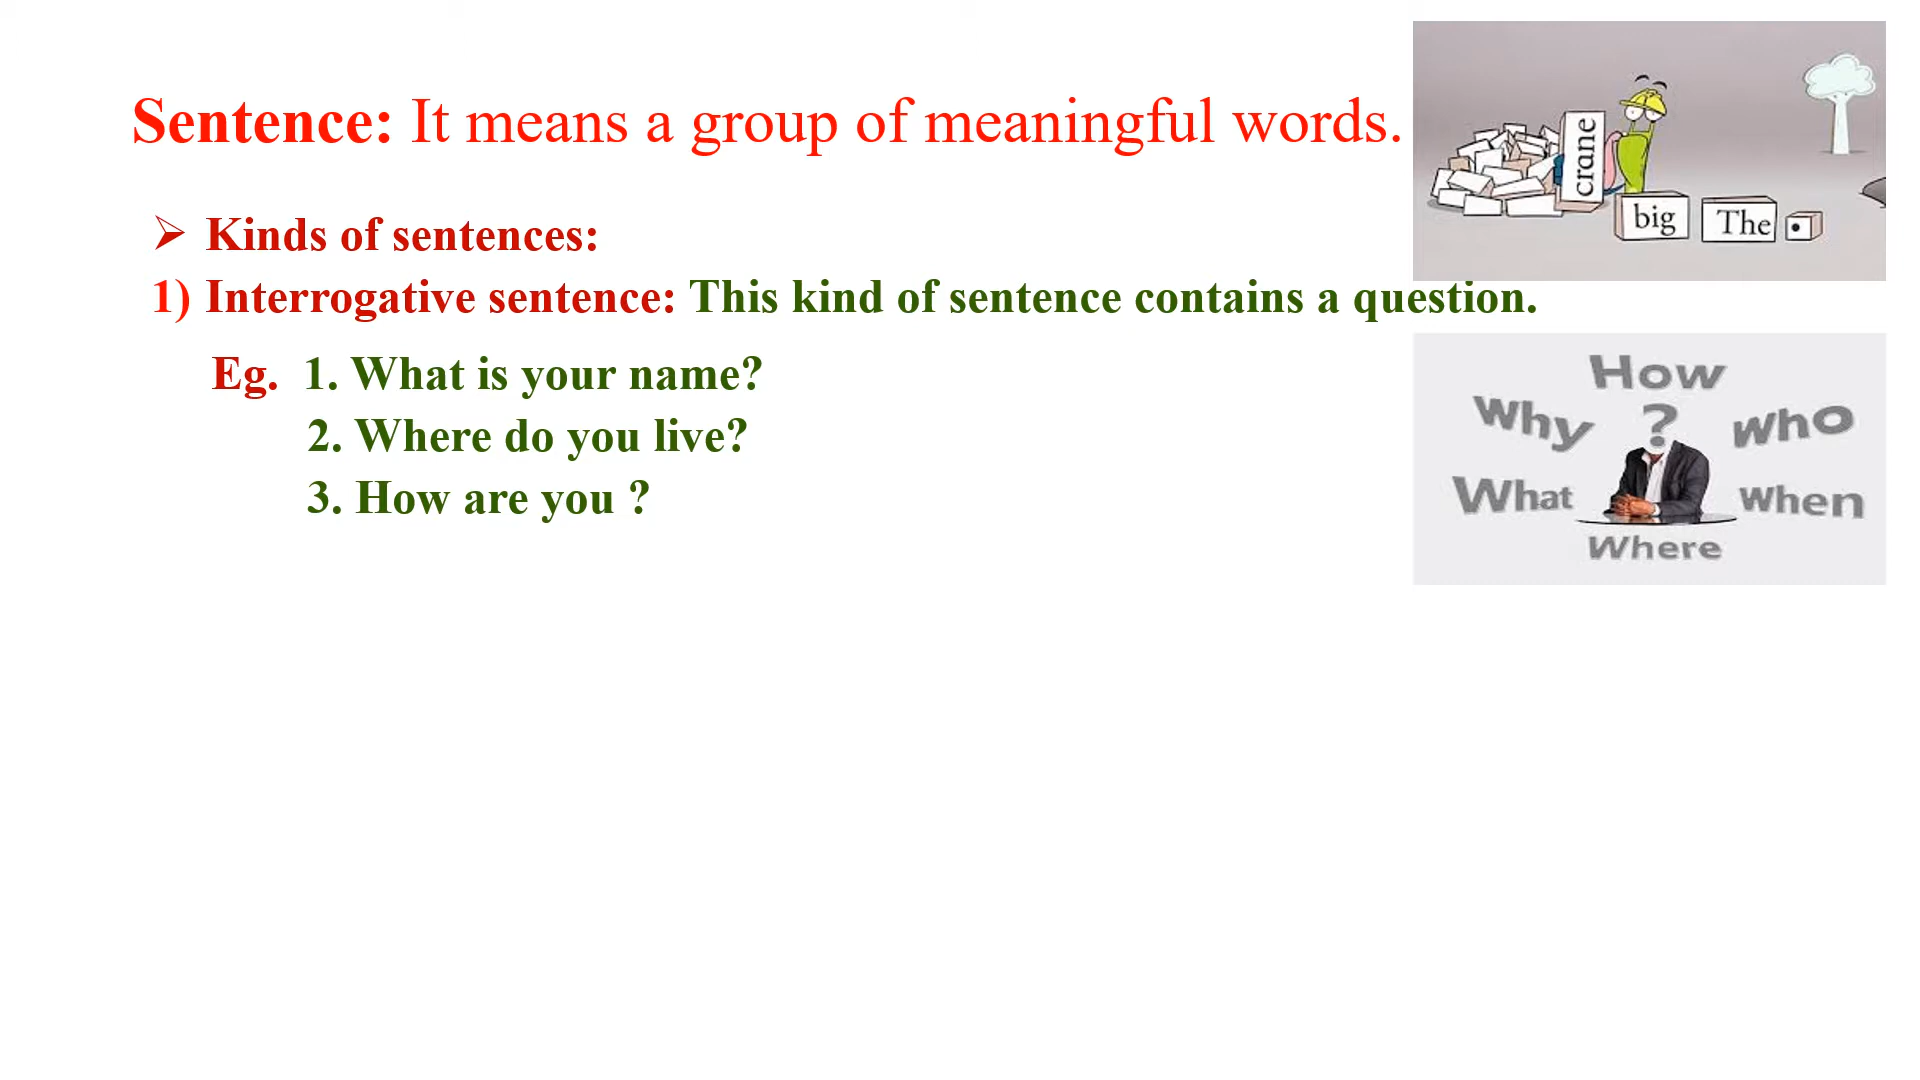 Sentence: It means a group of meaningful words.
➢ Kinds of sentences:
1) Interrogative sentence: This kind of sentence contains a question.
Eg. 1. What is your name?
2. Where do you live?
3. How are you ?
crane
big The .
How
Why ? Who
What When
Where